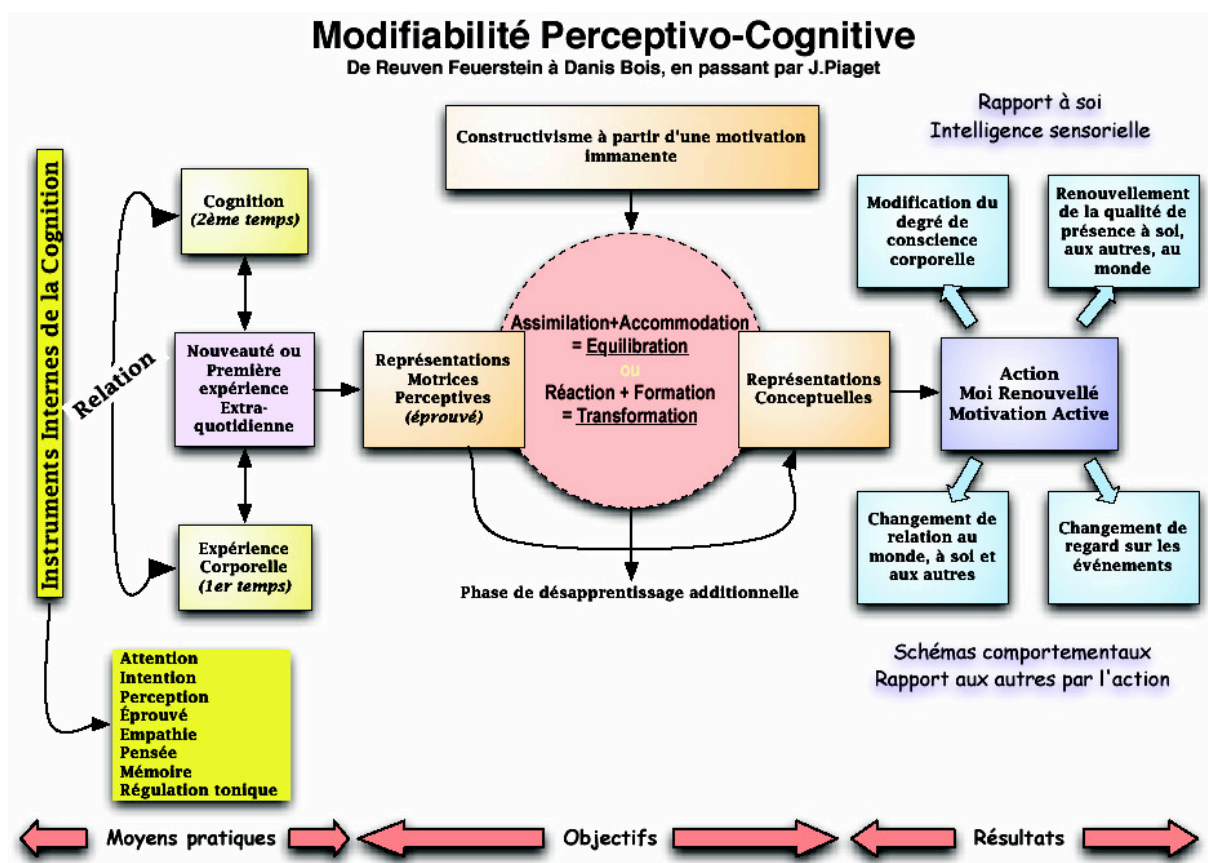 Modifiabilité Perceptivo-Cognitive
De Reuven Feuerstein à Danis Bois, en passant par J.Piaget
Instruments Internes de la Cognition
Relation
Cognition
(2ème temps)
Nouveauté ou
Première
expérience
Extra-
quotidienne
Expérience
Corporelle
(1er temps)
Attention
Intention
Perception
Éprouvé
Empathie
Pensée
Mémoire
Régulation tonique
Constructivisme à partir d'une motivation
immanente
Représentations
Motrices
Perceptives
(éprouvé)
Assimilation+Accommodation
= Equilibration
ou
Réaction + Formation
= Transformation
Représentations
Conceptuelles
Phase de désapprentissage additionnelle
Rapport à soi
Intelligence sensorielle
Modification du
degré de
conscience
corporelle
Renouvellement
de la qualité de
présence à soi,
aux autres, au
monde
Action
Moi Renouvellé
Motivation Active
Changement de
relation au
monde, à soi et
aux autres
Changement de
regard sur les
événements
Schémas comportementaux
Rapport aux autres par l'action
Moyens pratiques
Objectifs
Résultats